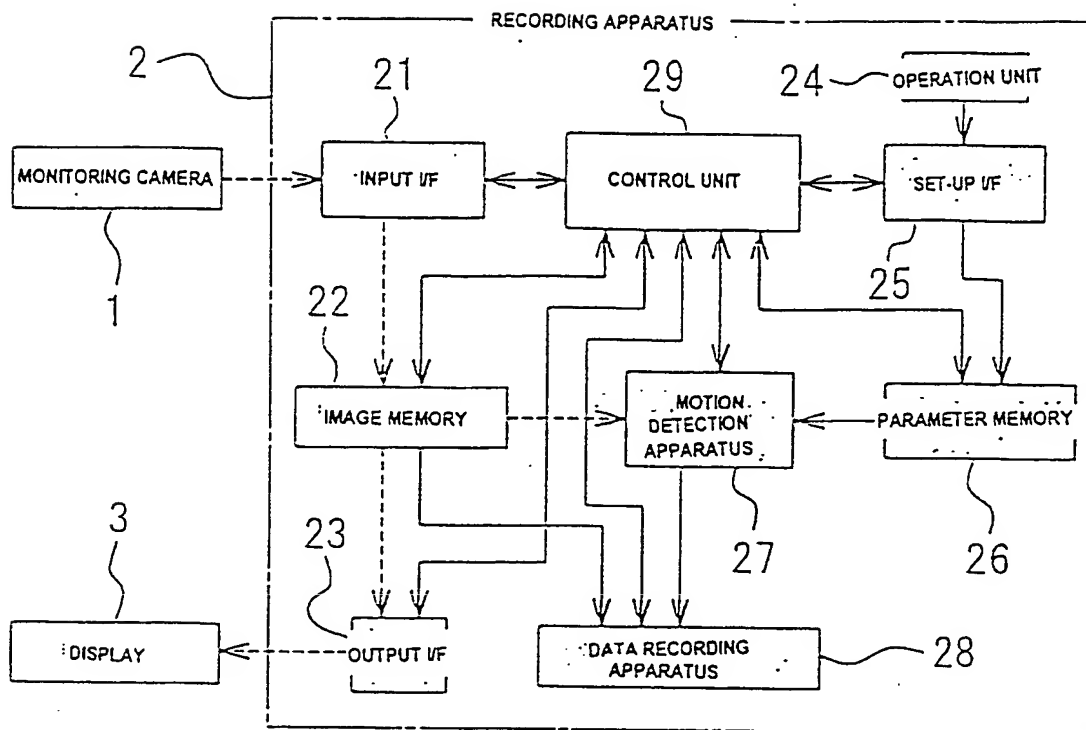 RECORDING APPARATUS
2
21
29
24
OPERATION UNIT
MONITORING CAMERA
INPUT I/F
CONTROL UNIT
SET-UP I/F
1
25
22
IMAGE MEMORY
MOTION
DETECTION
APPARATUS
PARAMETER MEMORY
3
23
27
26
DISPLAY
OUTPUT I/F
DATA RECORDING
APPARATUS
28